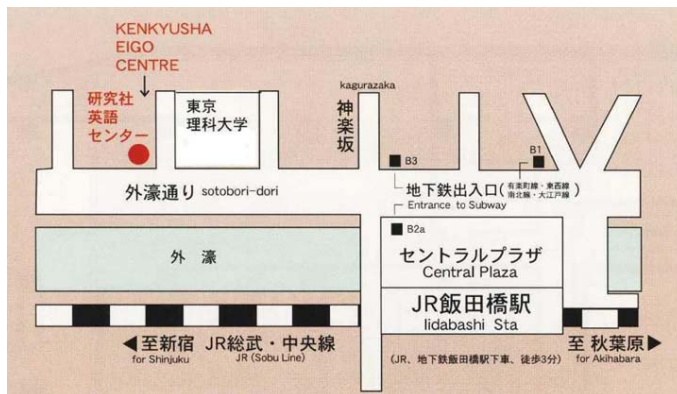 KENKYUSHA
EIGO
CENTRE
研究社
英語
センター
東京
理科大学
kagurazaka
神楽坂
B3
B1
地下鉄出入口(有楽町線・東西線
南北線・大江戸線)
Entrance to Subway
外濠通り sotobori-dori
B2a
外 濠
セントラルプラザ
Central Plaza
JR飯田橋駅
Iidabashi Sta
◀至新宿 JR総武・中央線
for Shinjuku JR (Sobu Line)
(JR、地下鉄飯田橋駅下車、徒歩3分)
至 秋葉原▶
for Akihabara